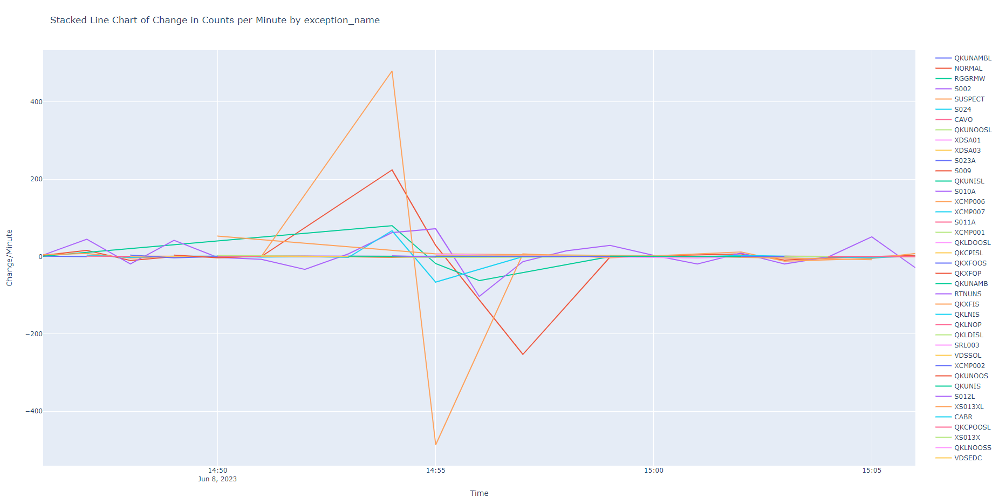 Stacked Line Chart of Change in Counts per Minute by exception_name
Change/Minute
400
200
0
−200
−400
14:50
Jun 8, 2023
14:55
15:00
15:05
Time
QKUNAMBL
NORMAL
RGGRMW
S002
SUSPECT
S024
CAVO
QKUNOOSL
XDSA01
XDSA03
S023A
S009
QKUNISL
S010A
XCMP006
XCMP007
S011A
XCMP001
QKLDOOSL
QKCPISL
QKXFOOS
QKXFOP
QKUNAMB
RTNUNS
QKXFIS
QKLNIS
QKLNOP
QKLDISL
SRL003
VDSSOL
XCMP002
QKUNOOS
QKUNIS
S012L
XS013XL
CABR
QKCPOOSL
XS013X
QKLNOOSS
VDSEDC